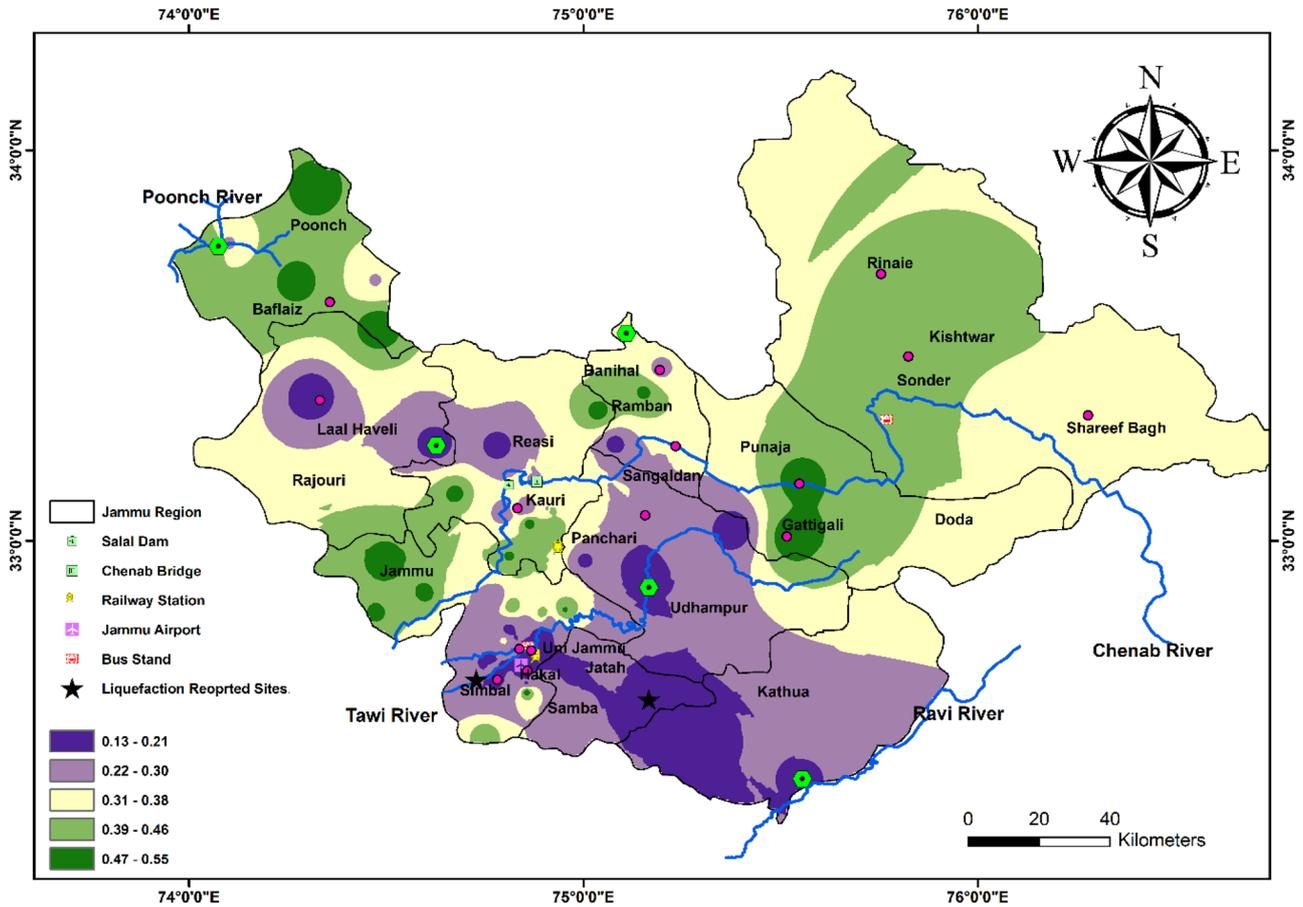 74°0'0"E 75°0'0"E 76°0'0"E
34°0'0"N
34°0'0"N
N
W E
S
Poonch River
Poonch
Rinaie
Baflaiz
Kishtwar
Banihal
Sonder
Ramban
Laal Haveli
Shareef Bagh
Reasi
Punaja
Rajouri
Sangaldan
Kauri
Gattigali
Doda
Panchari
33°0'0"N
33°0'0"N
Jammu
Udhampur
Uni Jammu
Chenab River
Jatah
Hakal
Simbal
Kathua
Samba
Tawi River
Ravi River
Jammu Region
Salal Dam
Chenab Bridge
Railway Station
Jammu Airport
Bus Stand
Liquefaction Reoprted Sites.
0.13 - 0.21
0.22 - 0.30
0.31 - 0.38
0.39 - 0.46
0.47 - 0.55
0 20 40
Kilometers
74°0'0"E 75°0'0"E 76°0'0"E